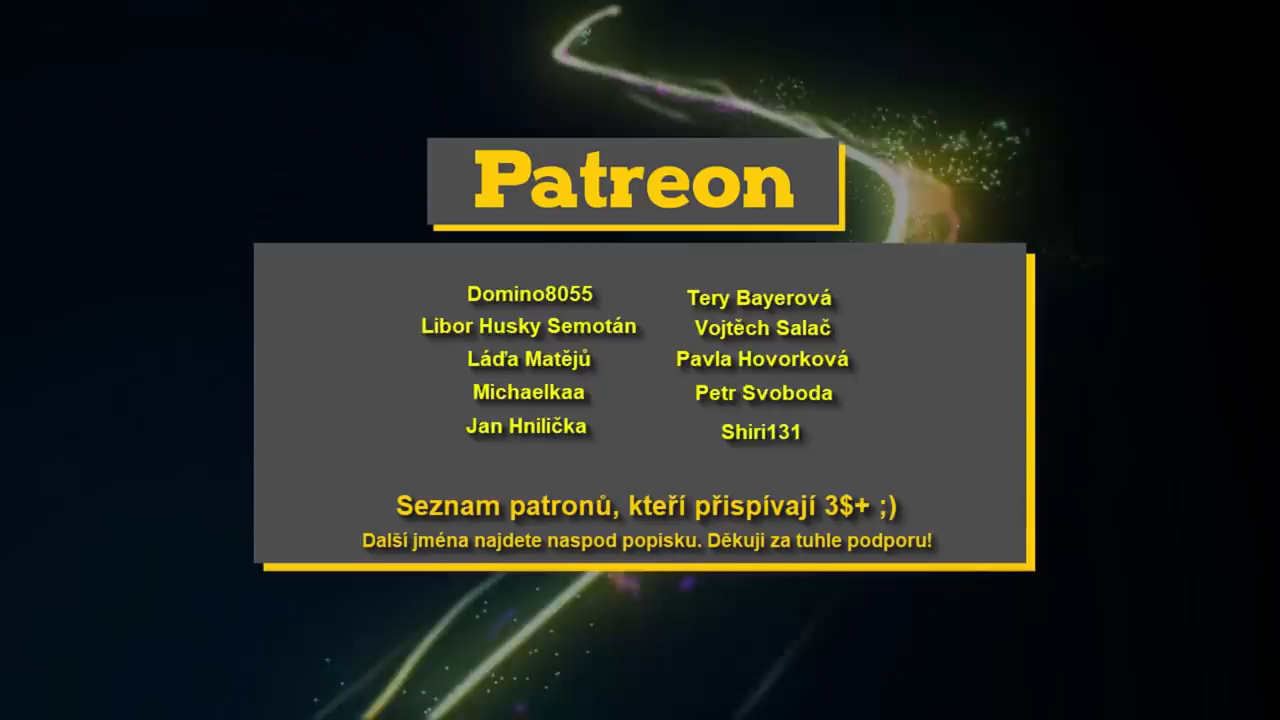 Patreon
Domino8055
Libor Husky Semotán
Láďa Matějů
Michaelkaa
Jan Hnilička
Tery Bayerová
Vojtěch Salač
Pavla Hovorková
Petr Svoboda
Shiri131
Seznam patronů, kteří přispívají 3$+ ;)
Další jména najdete naspod popisku. Děkuji za tuhle podporu!